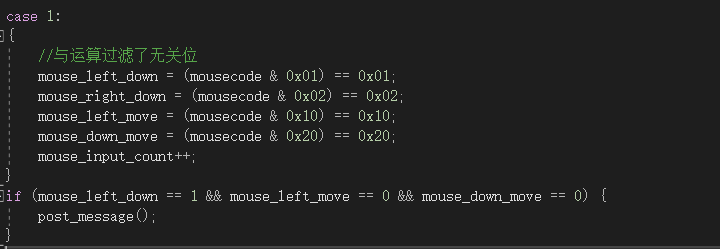 case 1:
{
//与运算过滤了无关位
mouse_left_down = (mousecode & 0x01) == 0x01;
mouse_right_down = (mousecode & 0x02) == 0x02;
mouse_left_move = (mousecode & 0x10) == 0x10;
mouse_down_move = (mousecode & 0x20) == 0x20;
mouse_input_count++;
}
if (mouse_left_down == 1 && mouse_left_move == 0 && mouse_down_move == 0) {
post_message();
}